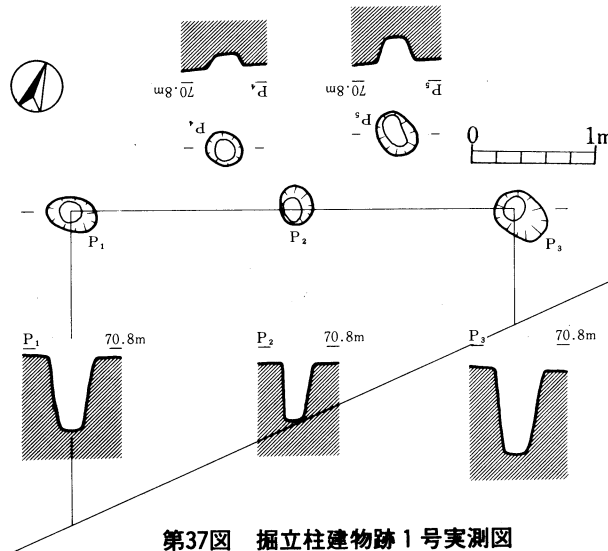 70.8m P₄
70.8m P₅
P₄
P₅
0 1m
P₁
P₂
P₃
P₁ 70.8m
P₂ 70.8m
P₃ 70.8m
第37図 掘立柱建物跡1号実測図